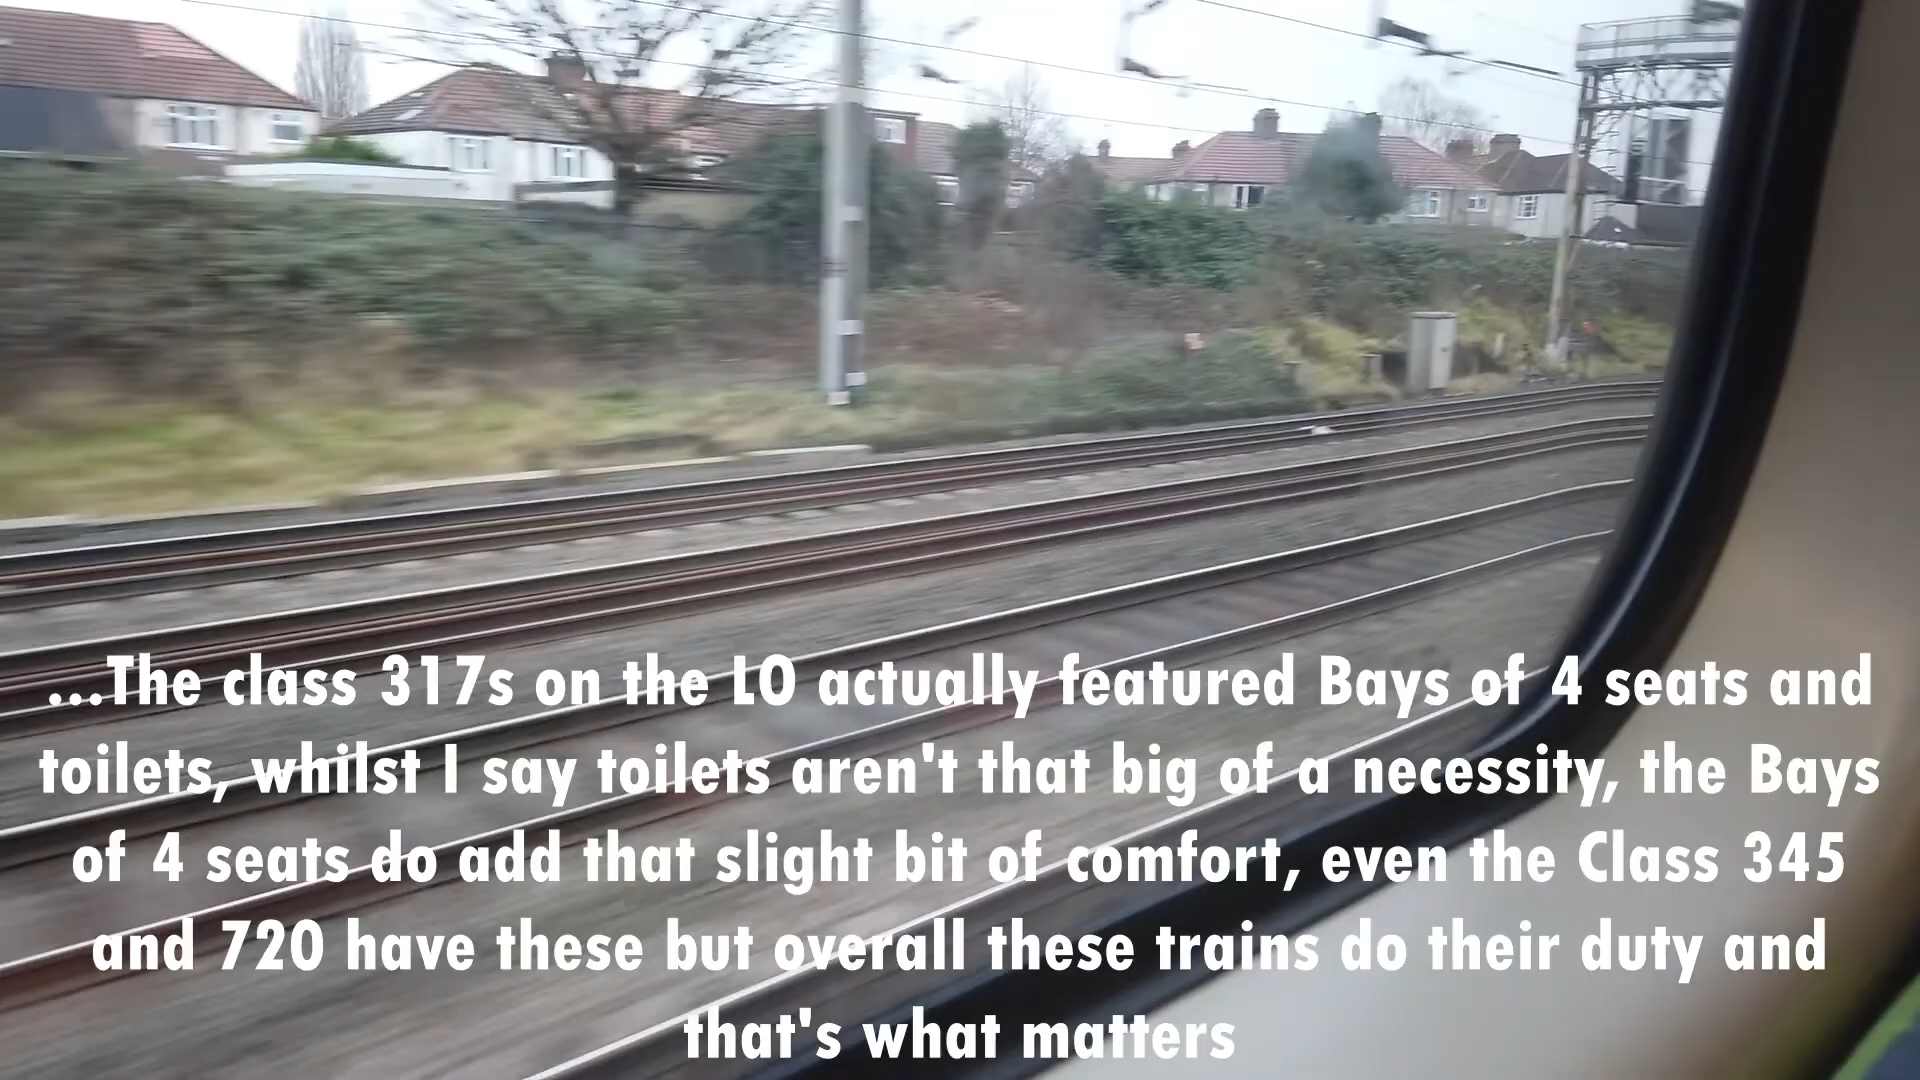 ...The class 317s on the LO actually featured Bays of 4 seats and
toilets, whilst I say toilets aren't that big of a necessity, the Bays
of 4 seats do add that slight bit of comfort, even the Class 345
and 720 have these but overall these trains do their duty and
that's what matters